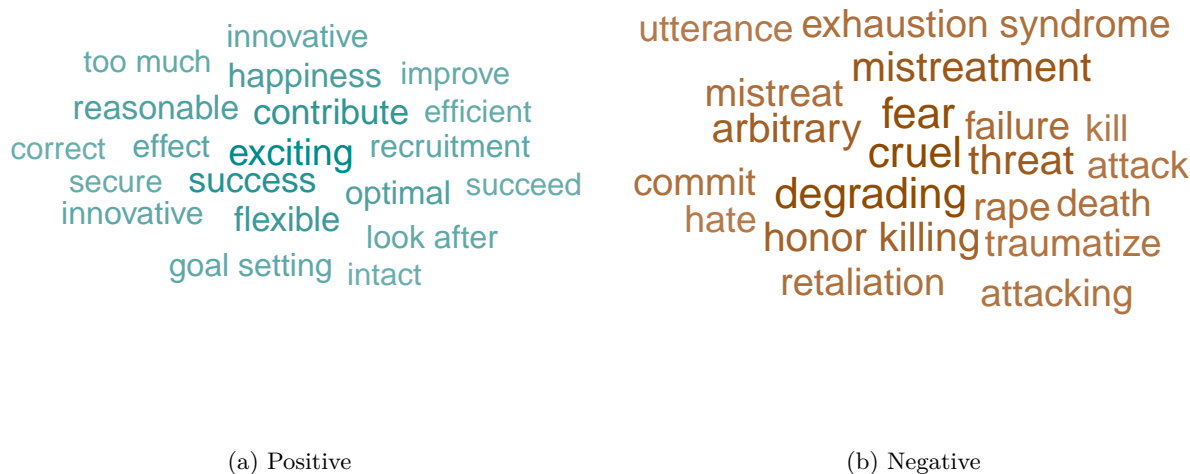 innovative
too much happiness improve
reasonable contribute efficient
correct effect exciting recruitment
secure success optimal succeed
innovative flexible look after
goal setting intact
(a) Positive
utterance exhaustion syndrome
mistreatment
mistreat fear failure kill
arbitrary cruel threat attack
commit degrading rape death
hate honor killing traumatize
retaliation attacking
(b) Negative